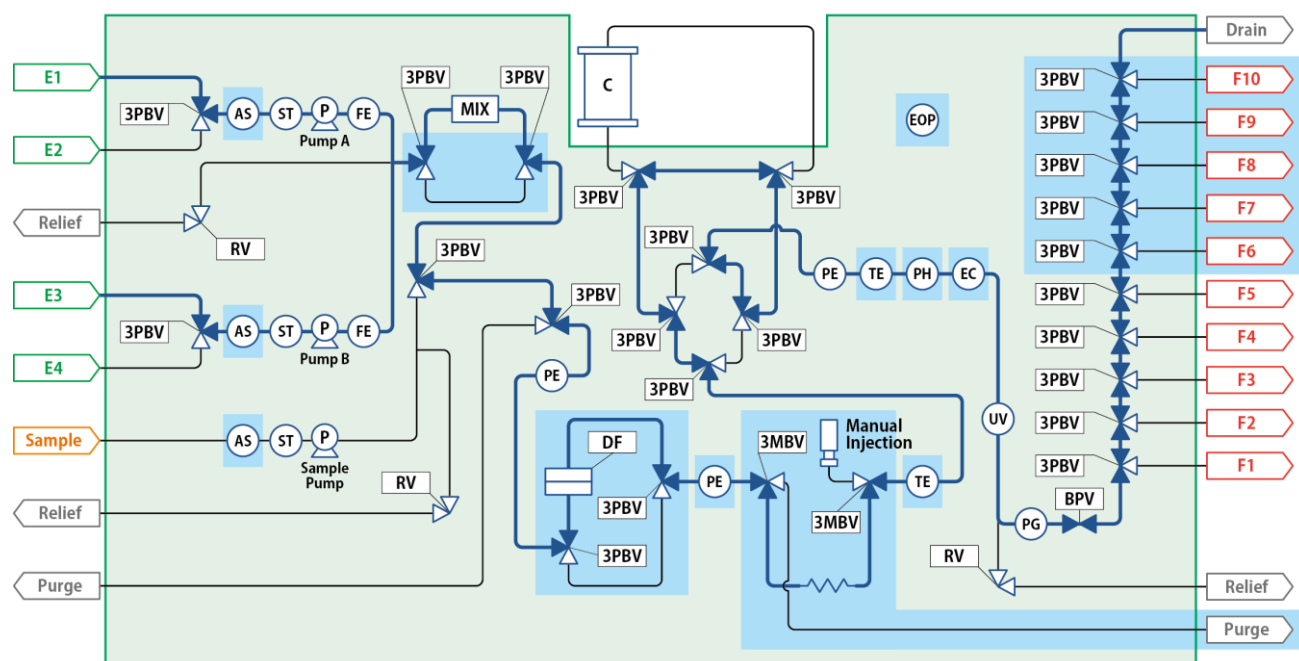 Drain
E1
3PBV
3PBV
MIX
C
3PBV
F10
3PBV
AS
ST
P
FE
Pump A
EOP
3PBV
F9
E2
3PBV
F8
3PBV
3PBV
3PBV
F7
Relief
RV
3PBV
3PBV
F6
3PBV
PE
TE
PH
EC
E3
3PBV
3PBV
F5
3PBV
AS
ST
P
FE
Pump B
3PBV
3PBV
3PBV
F4
E4
PE
3PBV
3PBV
F3
3PBV
F2
Sample
AS
ST
P
Sample
Pump
DF
3MBV
Manual
Injection
UV
3PBV
F1
RV
3PBV
PE
TE
BPV
Relief
3MBV
PG
3PBV
RV
Purge
Relief
Purge